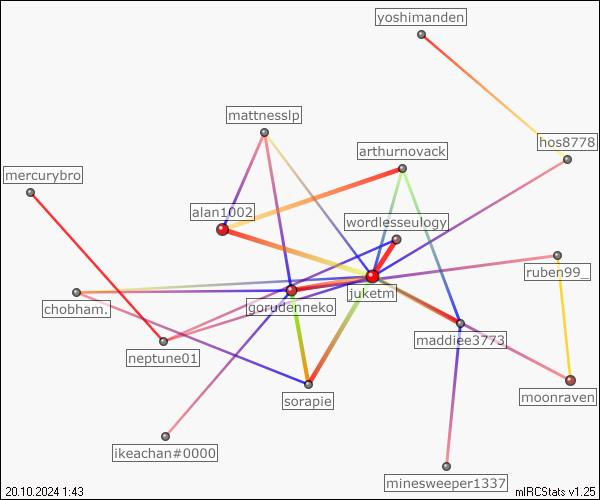 yoshimanden
mattnesslp
hos8778
arthurnovack
mercurybro
alan1002
wordlesseulogy
ruben99_
juketm
chobham.
gorudenneko
maddiee3773
neptune01
moonraven
sorapie
ikeachan#0000
minesweeper1337
20.10.2024 1:43
mIRCStats v1.25